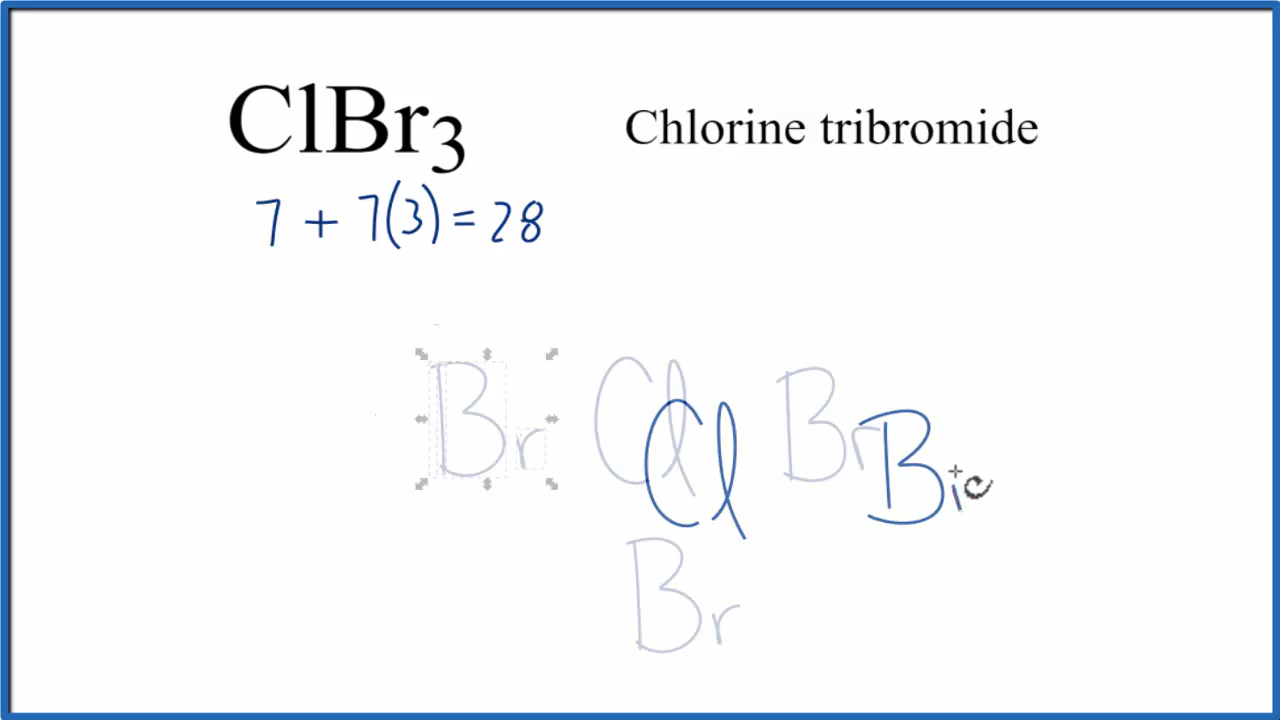 ClBr₃ Chlorine tribromide
7 + 7(3) = 28
Br Cl Br
Cl B
Br